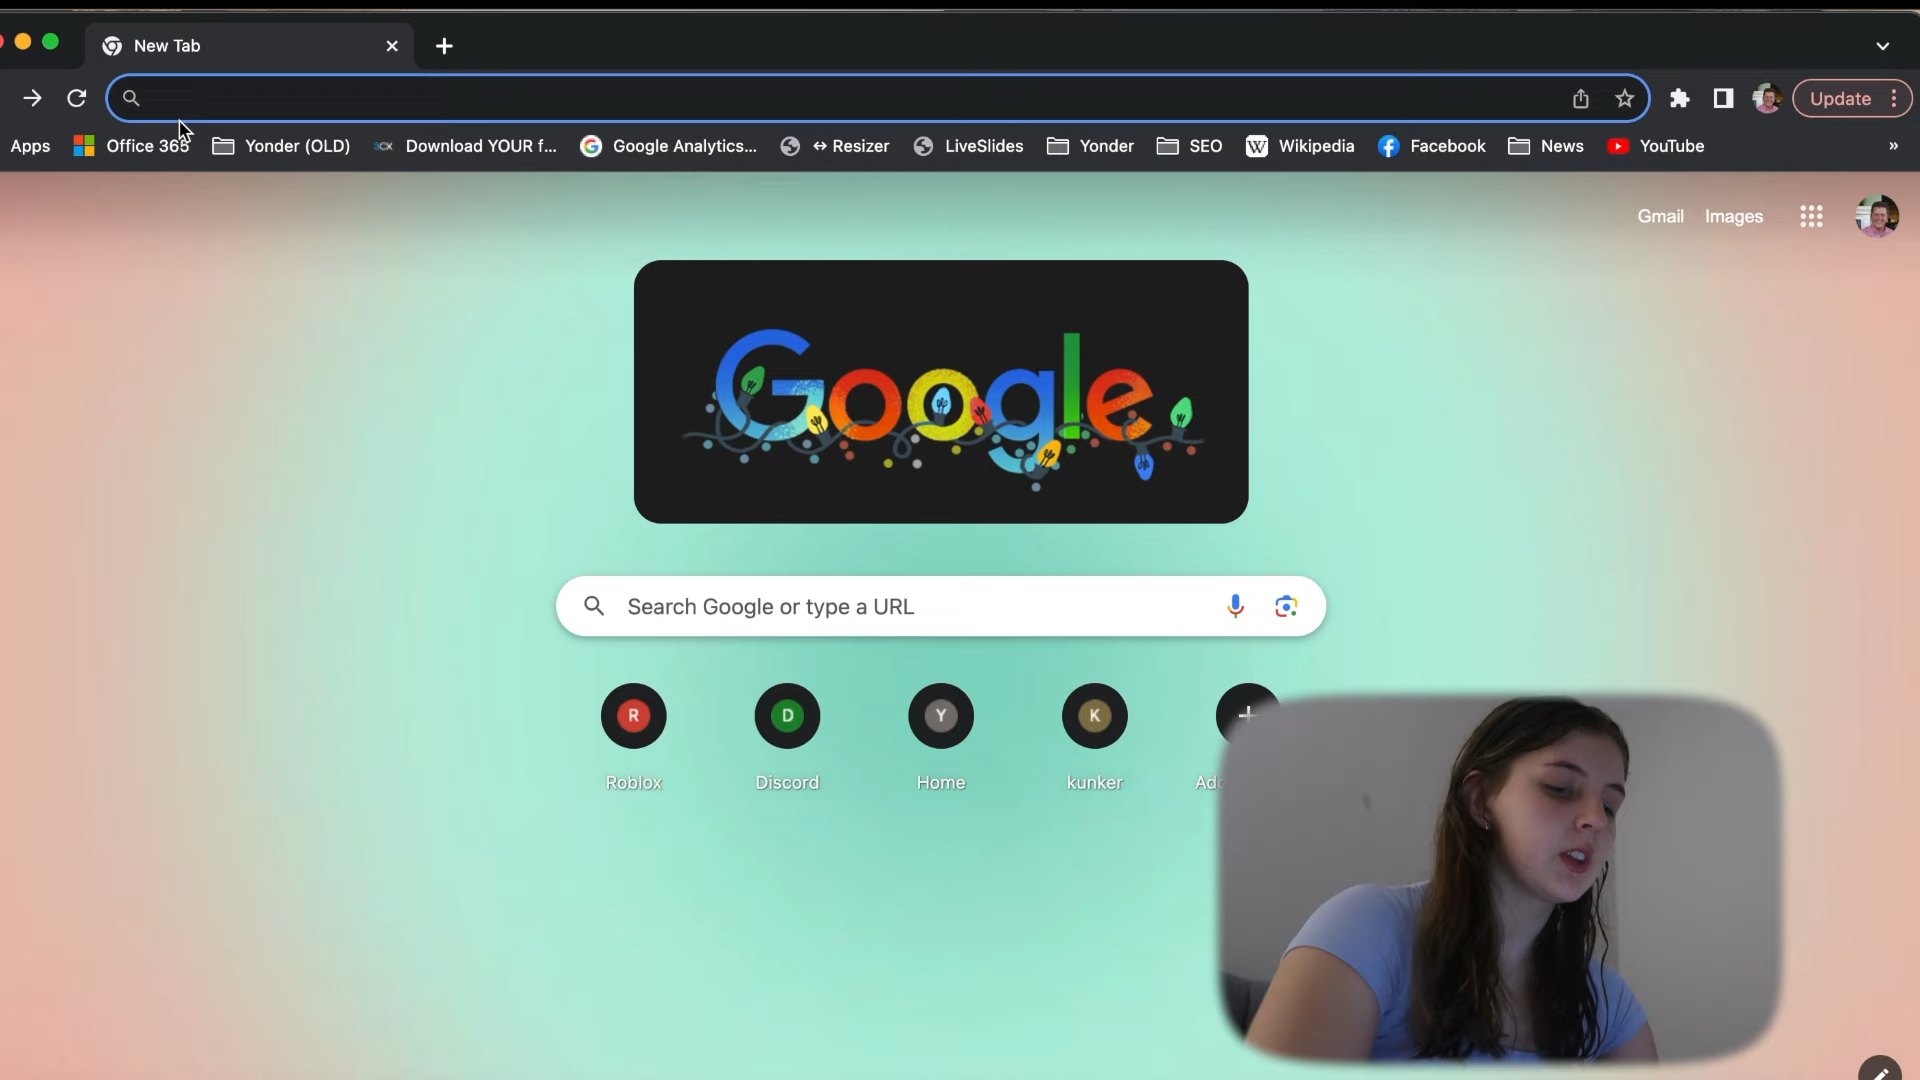 New Tab
Update
Apps Office 365 Yonder (OLD) 3CX Download YOUR f... Google Analytics... ↔ Resizer LiveSlides Yonder SEO Wikipedia Facebook News YouTube »
Gmail Images
Google
Search Google or type a URL
R D Y K
Roblox Discord Home kunker